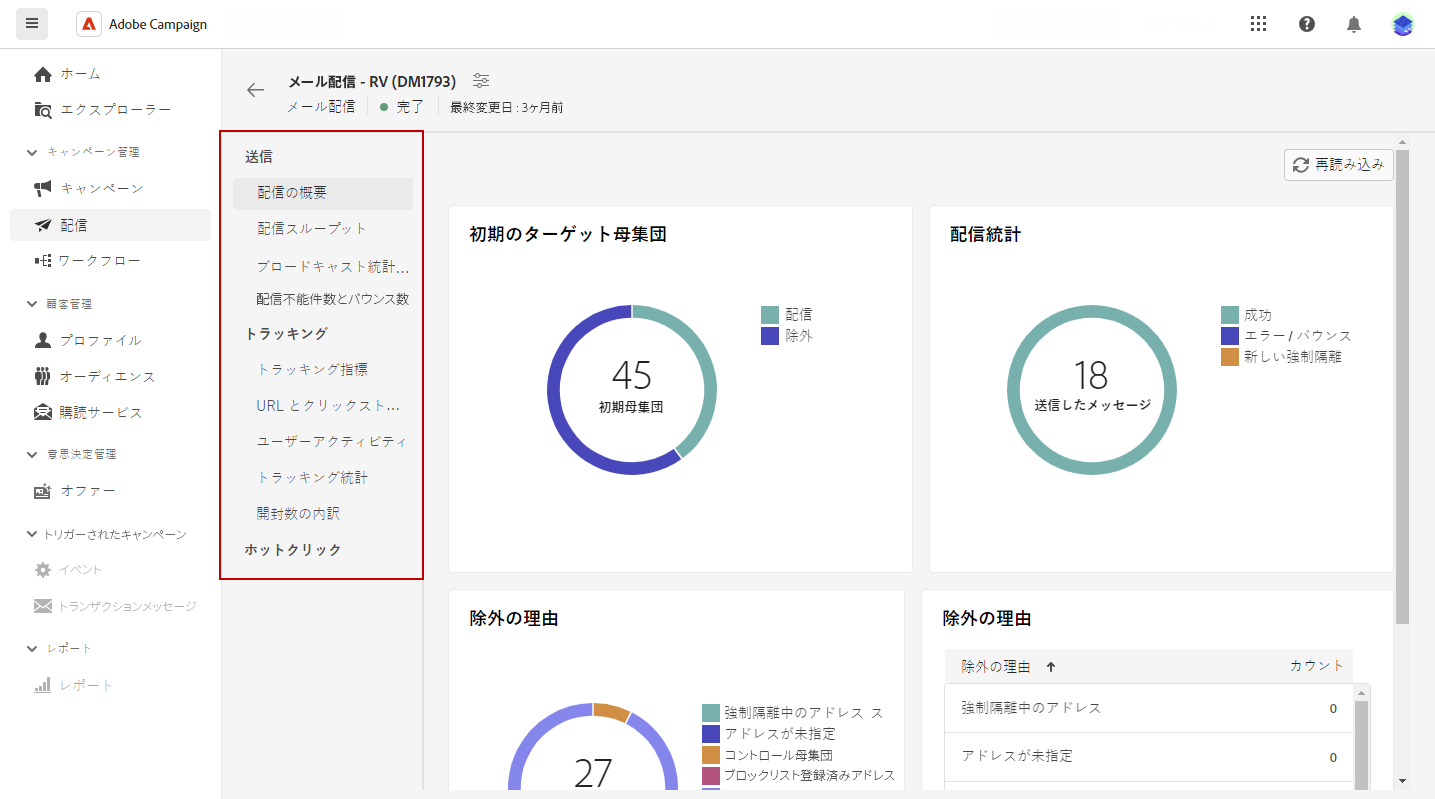 Adobe Campaign
ホーム
エクスプローラー
キャンペーン管理
キャンペーン
配信
ワークフロー
顧客管理
プロファイル
オーディエンス
購読サービス
意思決定管理
オファー
トリガーされたキャンペーン
イベント
トランザクションメッセージ
レポート
レポート
メール配信 - RV (DM1793)
メール配信 完了 最終変更日 : 3ヶ月前
送信
配信の概要
配信スループット
ブロードキャスト統計...
配信不能件数とバウンス数
トラッキング
トラッキング指標
URL とクリックスト...
ユーザーアクティビティ
トラッキング統計
開封数の内訳
ホットクリック
再読み込み
初期のターゲット母集団
45
初期母集団
配信
除外
配信統計
18
送信したメッセージ
成功
エラー / バウンス
新しい強制隔離
除外の理由
27
強制隔離中のアドレス ス
アドレスが未指定
コントロール母集団
ブロックリスト登録済みアドレス
除外の理由
除外の理由 カウント
強制隔離中のアドレス 0
アドレスが未指定 0